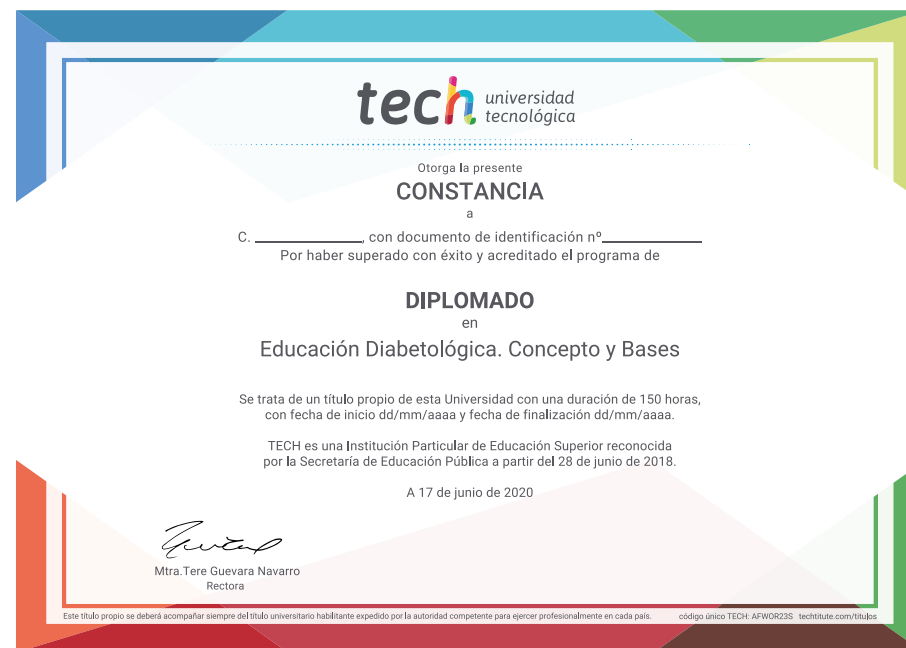 tech universidad
tecnológica
Otorga la presente
CONSTANCIA
a
C. ____________, con documento de identificación nº___________
Por haber superado con éxito y acreditado el programa de
DIPLOMADO
en
Educación Diabetológica. Concepto y Bases
Se trata de un título propio de esta Universidad con una duración de 150 horas,
con fecha de inicio dd/mm/aaaa y fecha de finalización dd/mm/aaaa.
TECH es una Institución Particular de Educación Superior reconocida
por la Secretaría de Educación Pública a partir del 28 de junio de 2018.
A 17 de junio de 2020
Mtra.Tere Guevara Navarro
Rectora
Este título propio se deberá acompañar siempre del título universitario habilitante expedido por la autoridad competente para ejercer profesionalmente en cada país. código único TECH: AFWOR23S techtitute.com/titulos